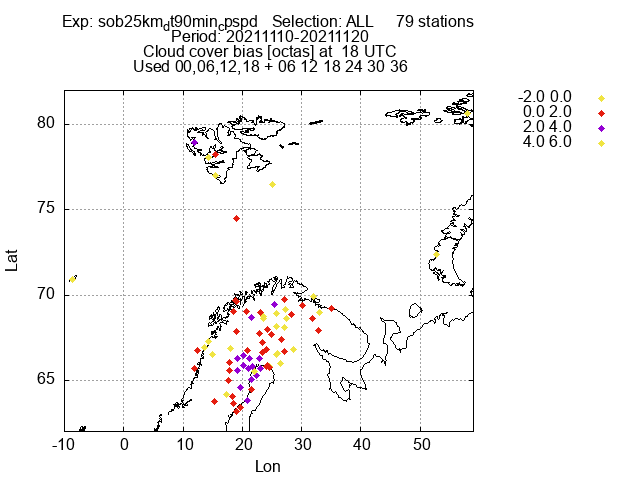 Exp: sob25km_dt90min_cpspd Selection: ALL 79 stations
Period: 20211110-20211120
Cloud cover bias [octas] at 18 UTC
Used 00,06,12,18 + 06 12 18 24 30 36
-2.0 0.0
0.0 2.0
2.0 4.0
4.0 6.0
80
75
70
65
Lat
-10 0 10 20 30 40 50
Lon